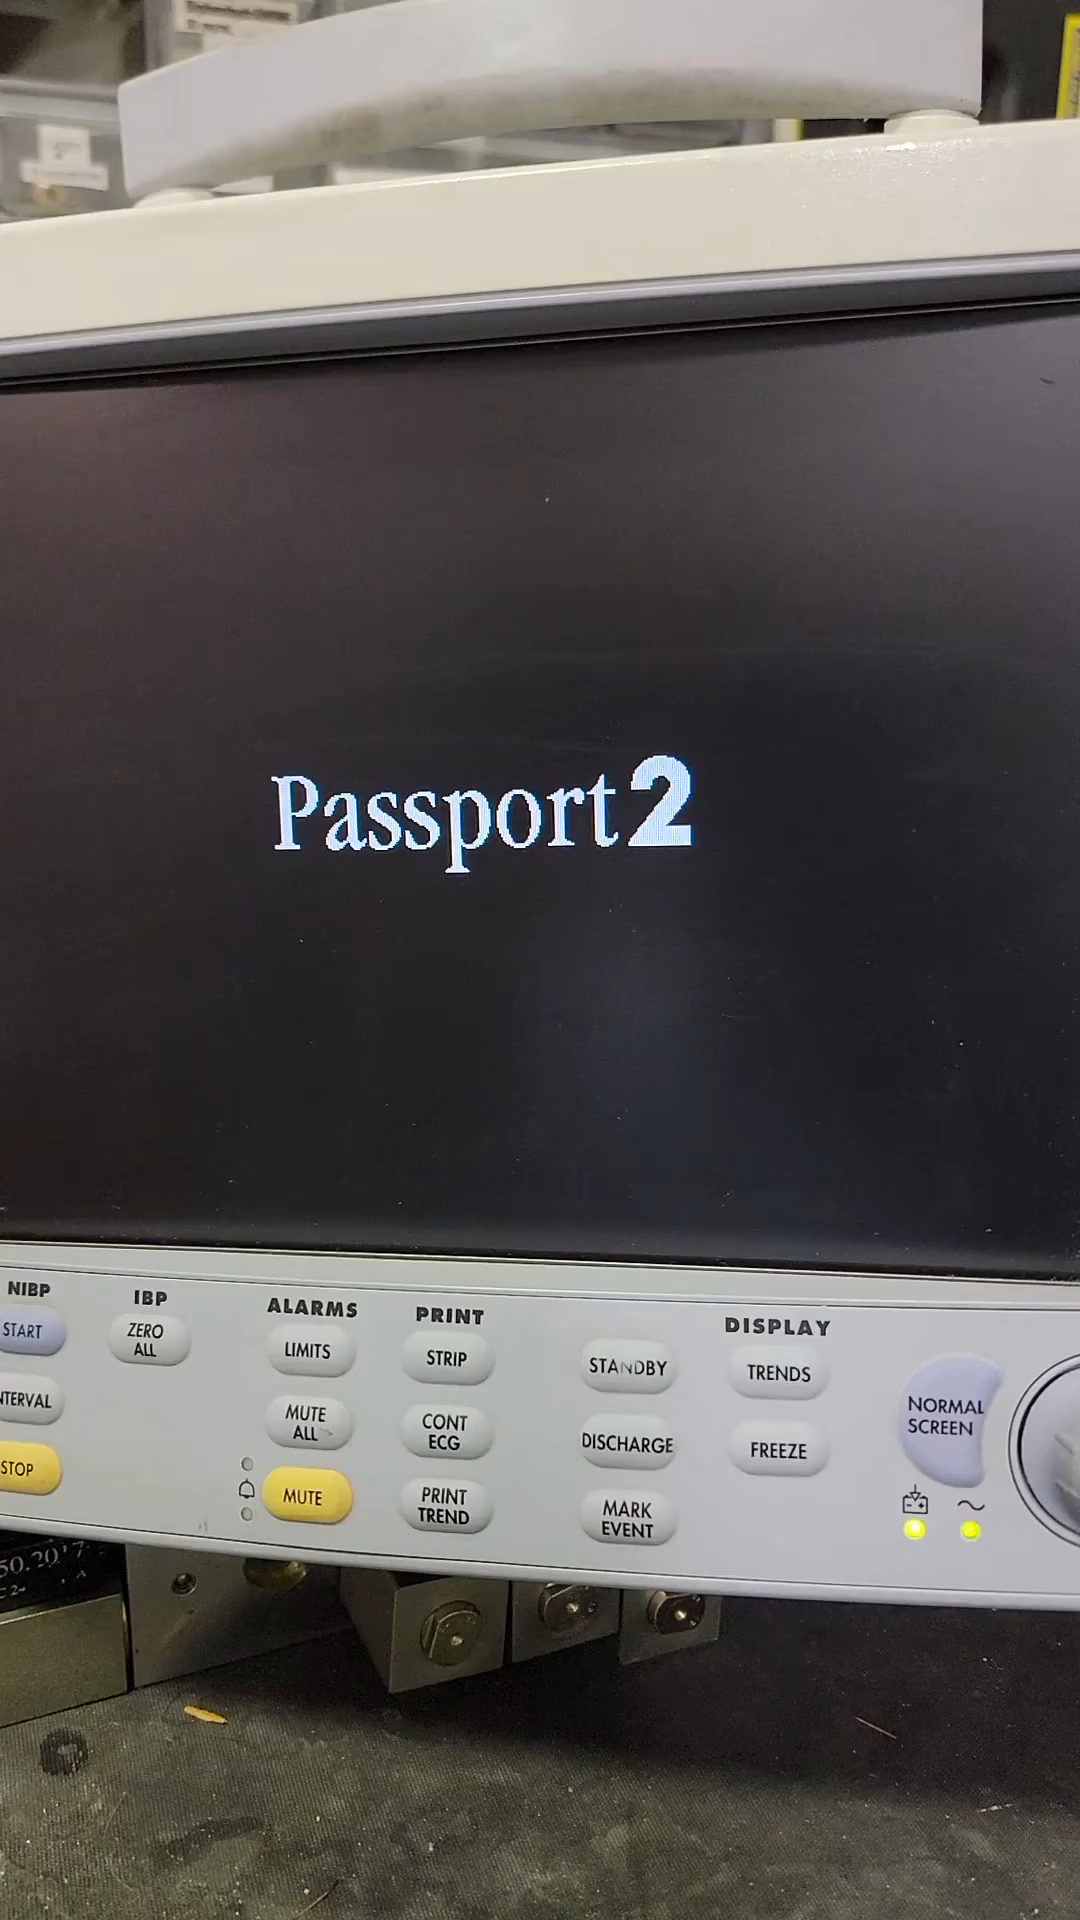 Passport2
NIBP
START
STOP
IBP
ZERO
ALL
ALARMS
LIMITS
MUTE
ALL
MUTE
PRINT
STRIP
CONT
ECG
PRINT
TREND
STANDBY
DISCHARGE
MARK
EVENT
DISPLAY
TRENDS
FREEZE
NORMAL
SCREEN